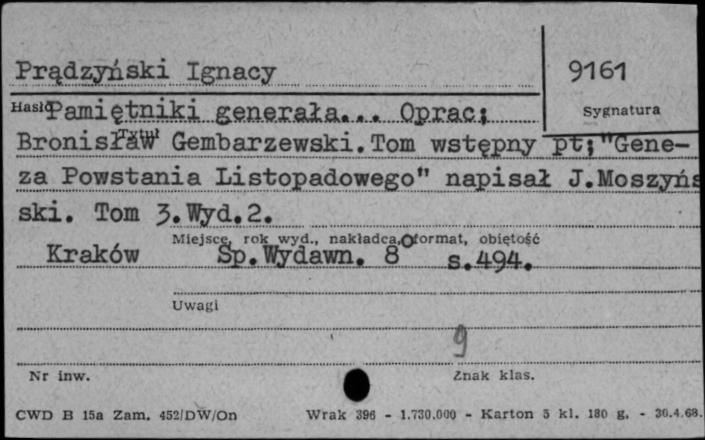 Prądzyński Ignacy
9161
Hasło
Sygnatura
Pamiętniki generała... Oprac;
Tytuł
Bronisław Gembarzewski.Tom wstępny pt;"Gene-
za Powstania Listopadowego" napisał J.Moszyńs
ski. Tom 3.Wyd.2.
Miejsce, rok wyd., nakładca, format, objętość
Kraków Sp.Wydawn. 8o s.494.
Uwagi
9
Nr inw. Znak klas.
CWD B 15a Zam. 452/DW/On Wrak 396 - 1.730.000 - Karton 5 kl. 180 g. - 30.4.68.